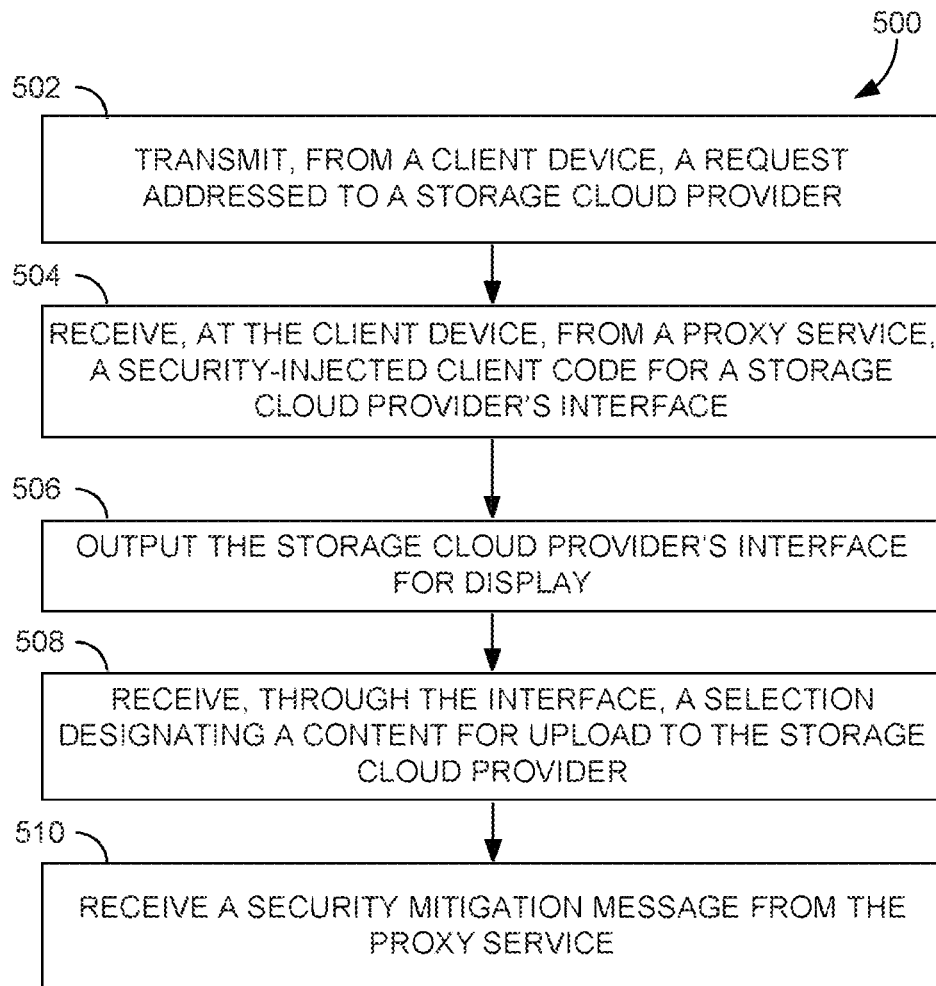 500
502
TRANSMIT, FROM A CLIENT DEVICE, A REQUEST
ADDRESSED TO A STORAGE CLOUD PROVIDER
504
RECEIVE, AT THE CLIENT DEVICE, FROM A PROXY SERVICE,
A SECURITY-INJECTED CLIENT CODE FOR A STORAGE
CLOUD PROVIDER'S INTERFACE
506
OUTPUT THE STORAGE CLOUD PROVIDER'S INTERFACE
FOR DISPLAY
508
RECEIVE, THROUGH THE INTERFACE, A SELECTION
DESIGNATING A CONTENT FOR UPLOAD TO THE STORAGE
CLOUD PROVIDER
510
RECEIVE A SECURITY MITIGATION MESSAGE FROM THE
PROXY SERVICE